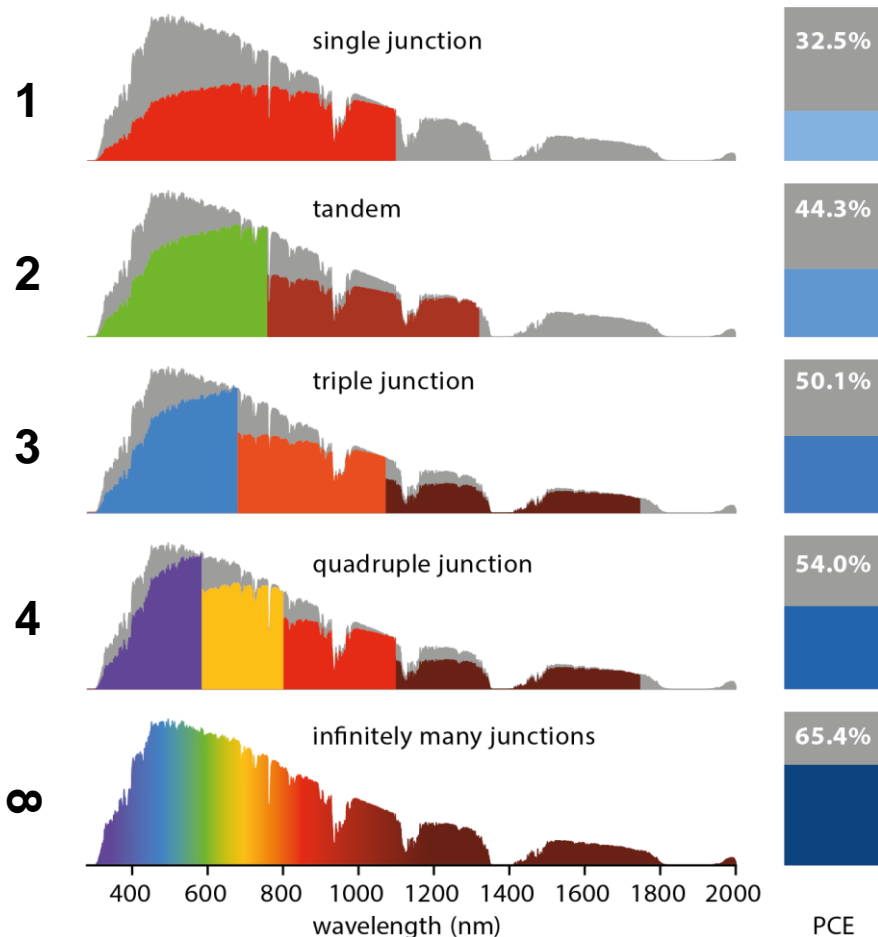 1
single junction
32.5%
2
tandem
44.3%
3
triple junction
50.1%
4
quadruple junction
54.0%
∞
infinitely many junctions
65.4%
400 600 800 1000 1200 1400 1600 1800 2000
wavelength (nm)
PCE